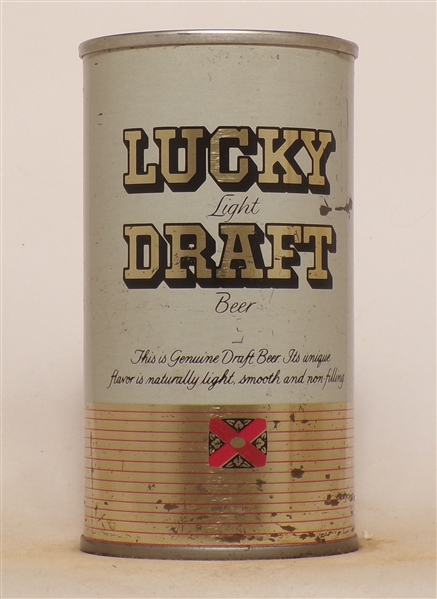 LUCKY
Light
DRAFT
Beer
This is Genuine Draft Beer. Its unique
flavor is naturally light, smooth and non-filling